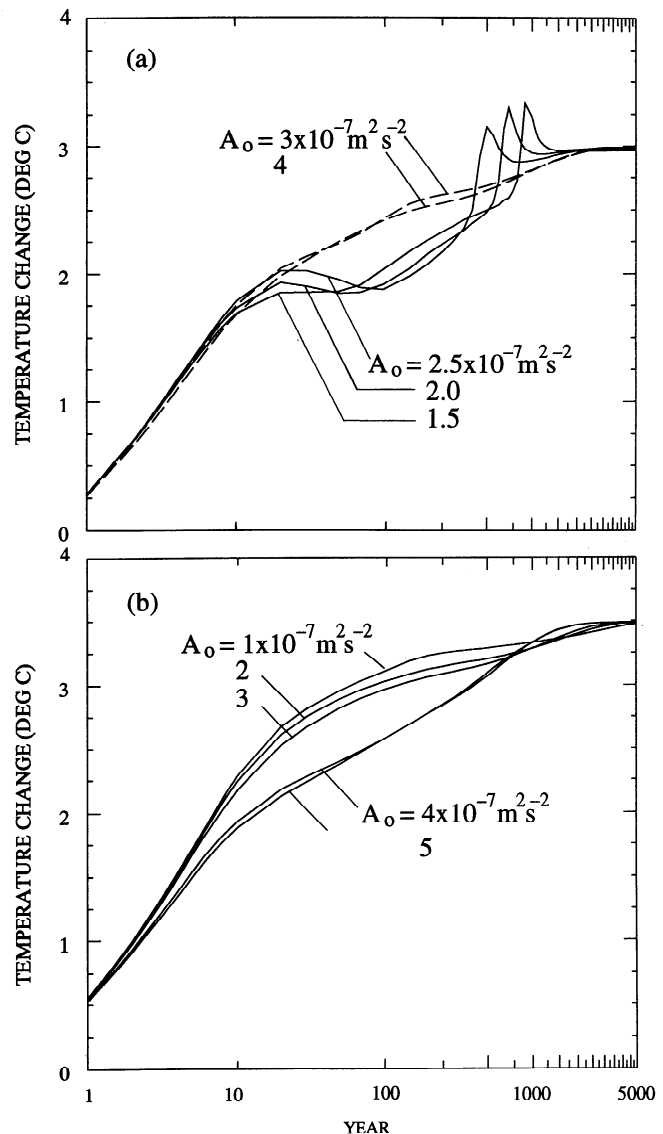 4
(a)
A₀ = 3x10⁻⁷m²s⁻²
4
3
2
A₀ = 2.5x10⁻⁷m²s⁻²
2.0
1
1.5
0
TEMPERATURE CHANGE (DEG C)
4
(b)
A₀ = 1x10⁻⁷m²s⁻²
2
3
3
2
A₀ = 4x10⁻⁷m²s⁻²
5
1
0
TEMPERATURE CHANGE (DEG C)
1 10 100 1000 5000
YEAR